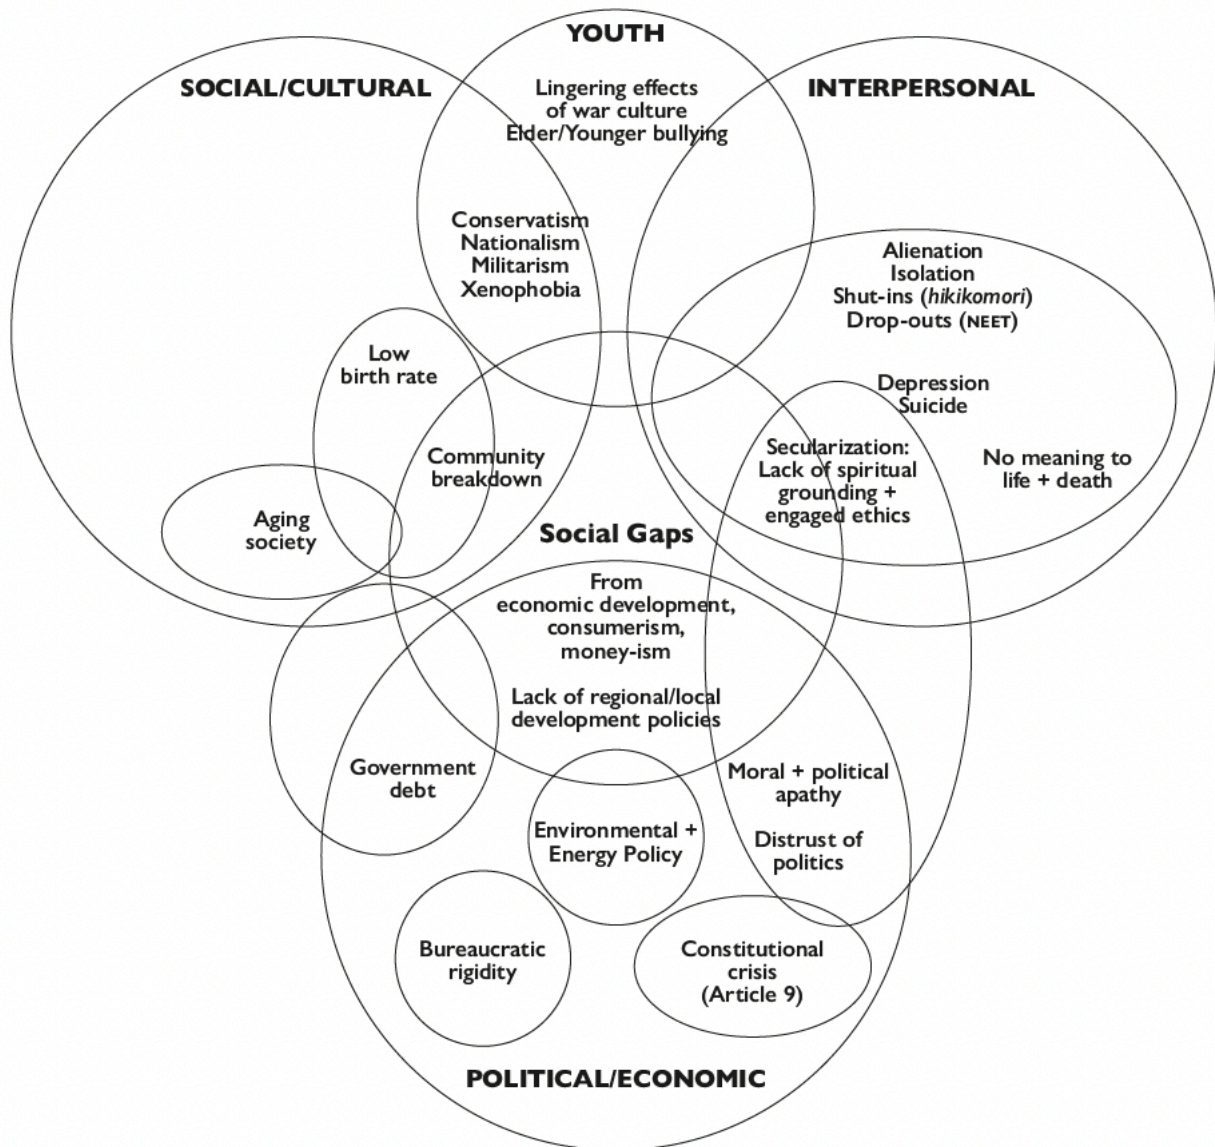 YOUTH
SOCIAL/CULTURAL
INTERPERSONAL
Lingering effects
of war culture
Elder/Younger bullying
Conservatism
Nationalism
Militarism
Xenophobia
Alienation
Isolation
Shut-ins (hikikomori)
Drop-outs (NEET)
Low
birth rate
Depression
Suicide
Community
breakdown
Secularization:
Lack of spiritual
grounding +
engaged ethics
No meaning to
life + death
Aging
society
Social Gaps
From
economic development,
consumerism,
money-ism
Lack of regional/local
development policies
Government
debt
Moral + political
apathy
Environmental +
Energy Policy
Distrust of
politics
Bureaucratic
rigidity
Constitutional
crisis
(Article 9)
POLITICAL/ECONOMIC